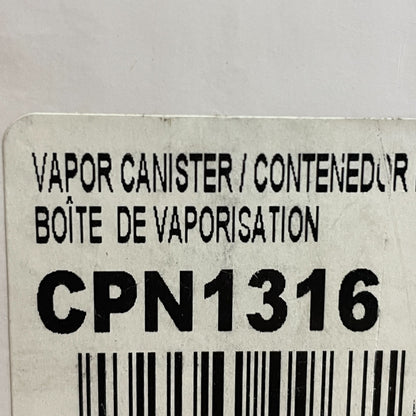 VAPOR CANISTER / CONTENEDOR /
BOÎTE DE VAPORISATION
CPN1316